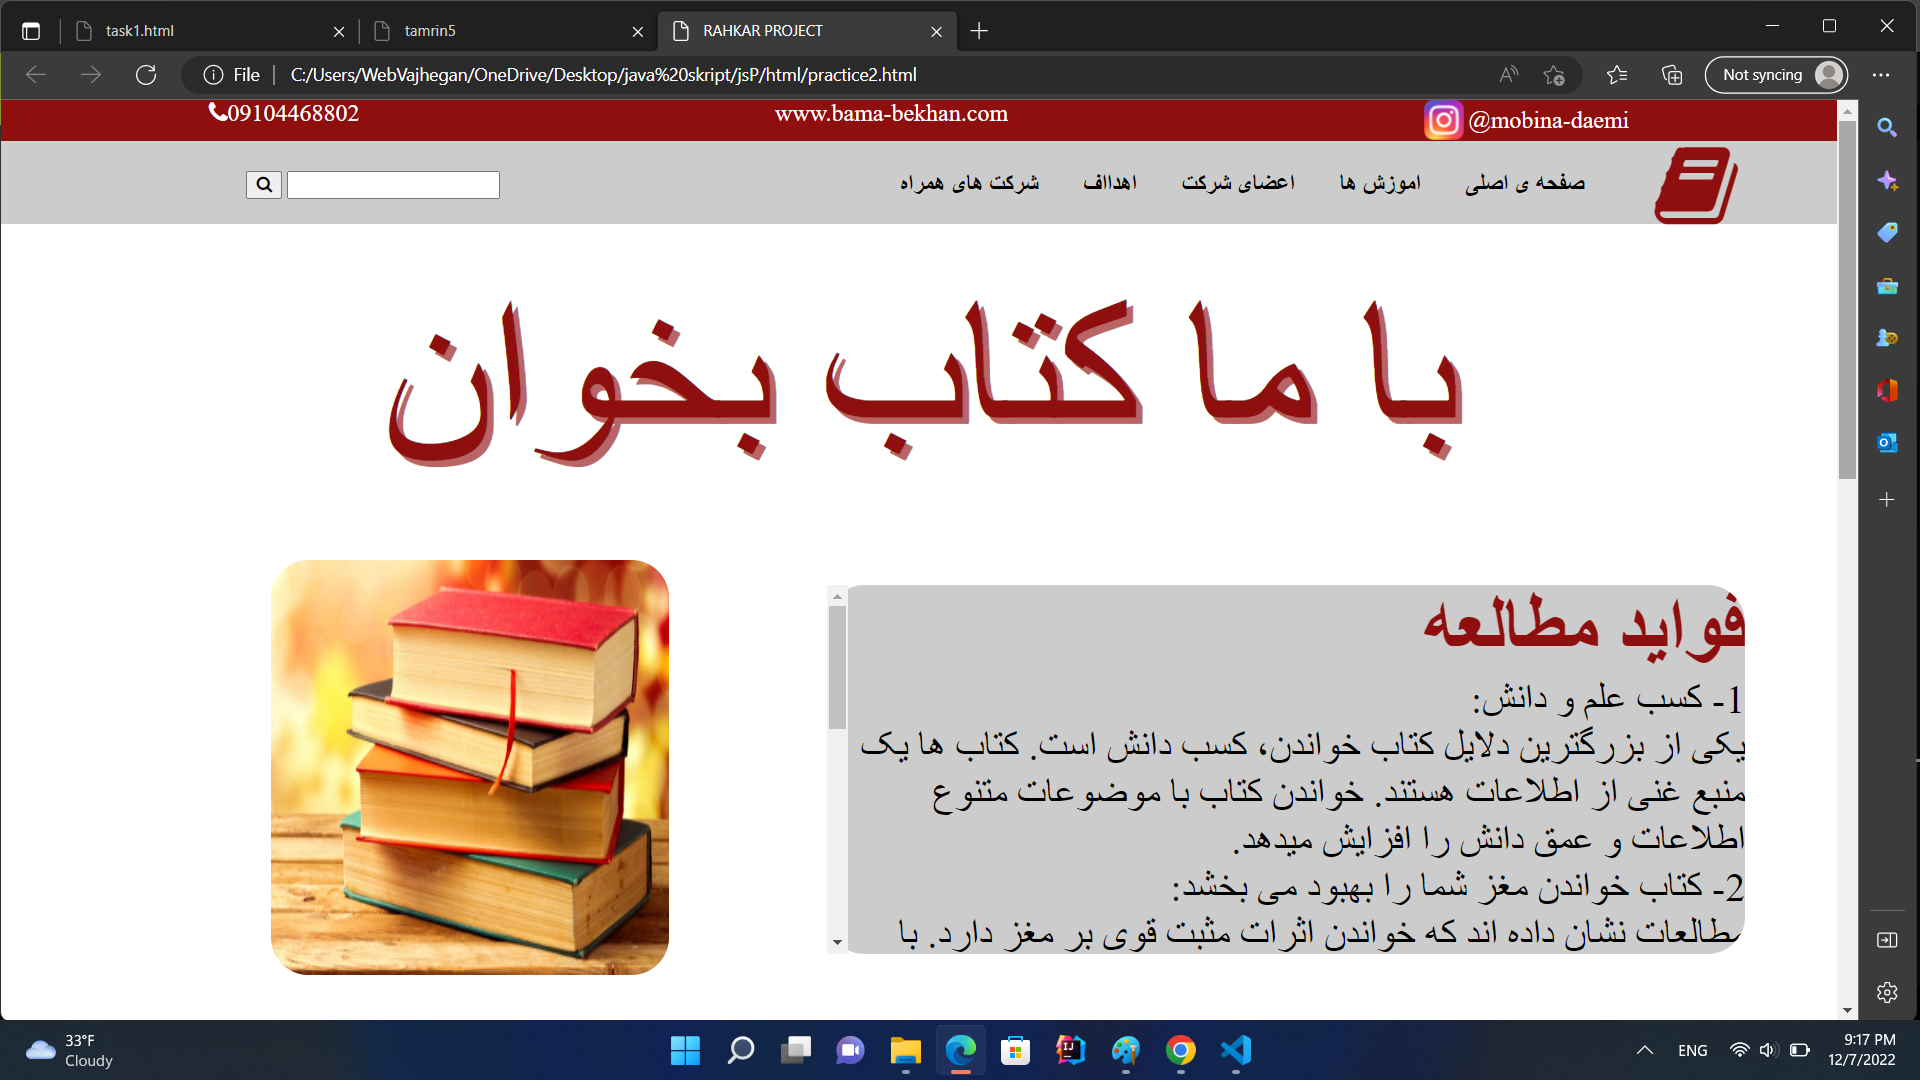 task1.html
tamrin5
RAHKAR PROJECT
File
C:/Users/WebVajhegan/OneDrive/Desktop/java%20skript/jsP/html/practice2.html
Not syncing
09104468802
www.bama-bekhan.com
@mobina-daemi
صفحه ی اصلی
اموزش ها
اعضای شرکت
اهدااف
شرکت های همراه
با ما کتاب بخوان
فواید مطالعه
1- کسب علم و دانش:
یکی از بزرگترین دلایل کتاب خواندن، کسب دانش است. کتاب ها یک
منبع غنی از اطلاعات هستند. خواندن کتاب با موضوعات متنوع
اطلاعات و عمق دانش را افزایش میدهد.
2- کتاب خواندن مغز شما را بهبود می بخشد:
مطالعات نشان داده اند که خواندن اثرات مثبت قوی بر مغز دارد. با
33°F
Cloudy
ENG
9:17 PM
12/7/2022